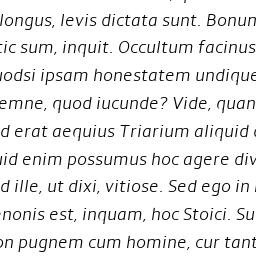 longus, levis dictata sunt. Bonum
tic sum, inquit. Occultum facinus
uodsi ipsam honestatem undique
emne, quod iucunde? Vide, quan
d erat aequius Triarium aliquid
uid enim possumus hoc agere div
d ille, ut dixi, vitiose. Sed ego in
enonis est, inquam, hoc Stoici. Su
on pugnem cum homine, cur tant